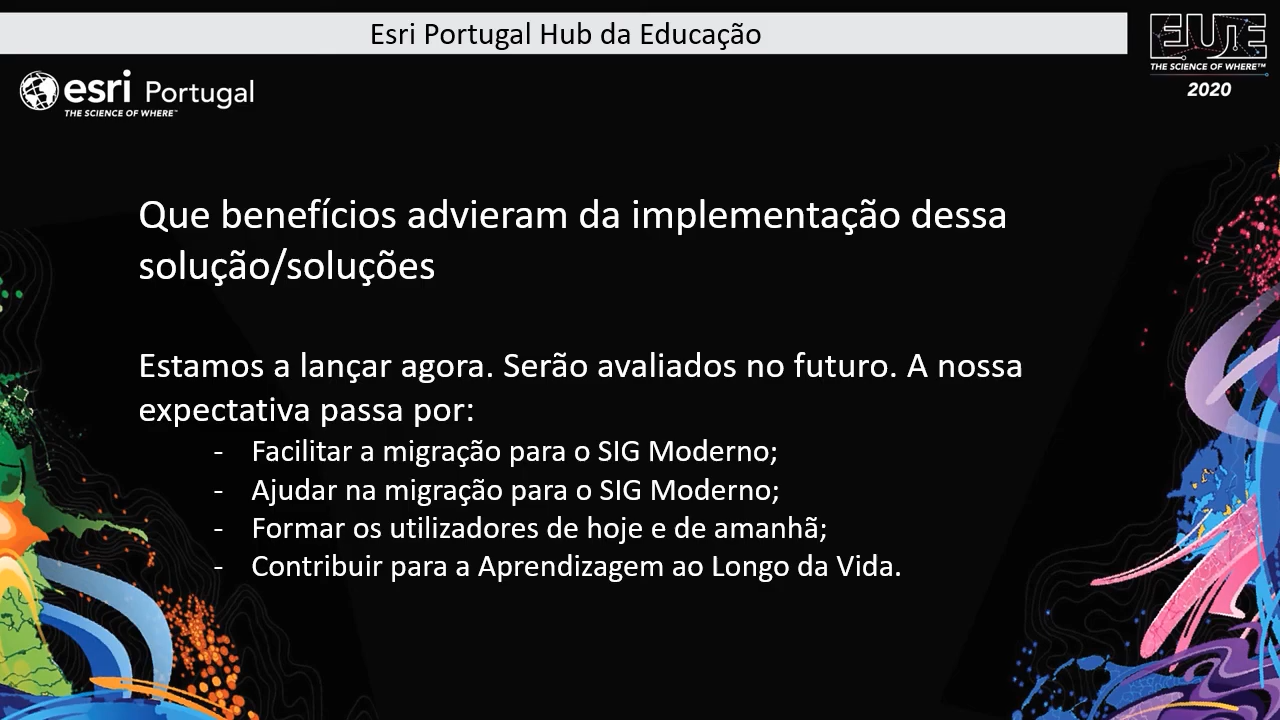 Esri Portugal Hub da Educação
EUE
THE SCIENCE OF WHERE™
2020
esri Portugal
THE SCIENCE OF WHERE™
Que benefícios advieram da implementação dessa
solução/soluções
Estamos a lançar agora. Serão avaliados no futuro. A nossa
expectativa passa por:
- Facilitar a migração para o SIG Moderno;
- Ajudar na migração para o SIG Moderno;
- Formar os utilizadores de hoje e de amanhã;
- Contribuir para a Aprendizagem ao Longo da Vida.